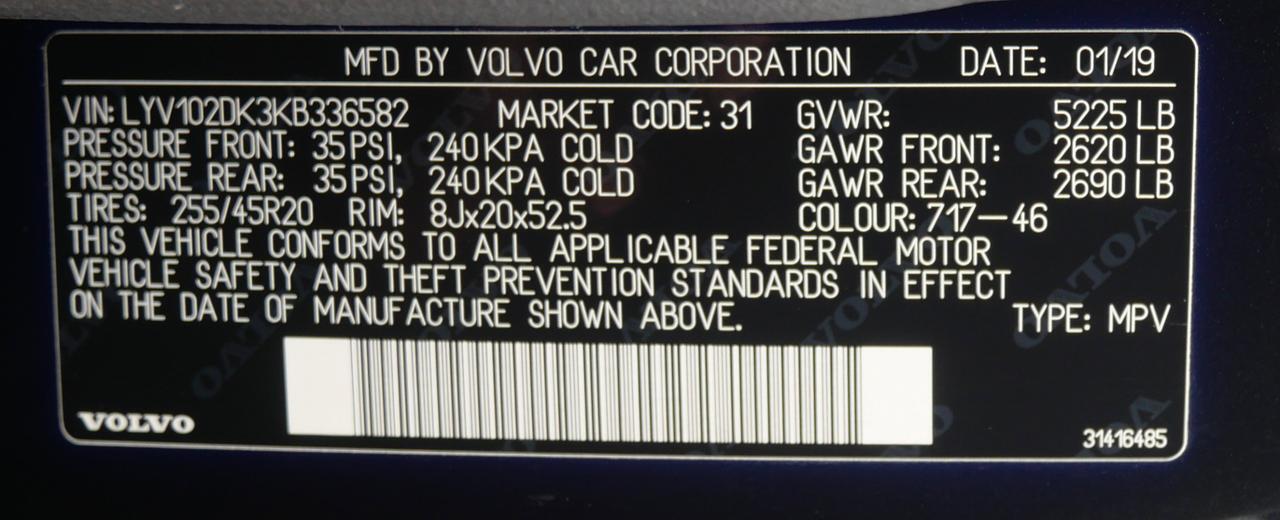 MFD BY VOLVO CAR CORPORATION DATE: 01/19
VIN: LYV102DK3KB336582 MARKET CODE: 31 GVWR: 5225 LB
PRESSURE FRONT: 35 PSI, 240 KPA COLD GAWR FRONT: 2620 LB
PRESSURE REAR: 35 PSI, 240 KPA COLD GAWR REAR: 2690 LB
TIRES: 255/45R20 RIM: 8Jx20x52.5 COLOUR: 717-46
THIS VEHICLE CONFORMS TO ALL APPLICABLE FEDERAL MOTOR
VEHICLE SAFETY AND THEFT PREVENTION STANDARDS IN EFFECT
ON THE DATE OF MANUFACTURE SHOWN ABOVE. TYPE: MPV
VOLVO 31416485